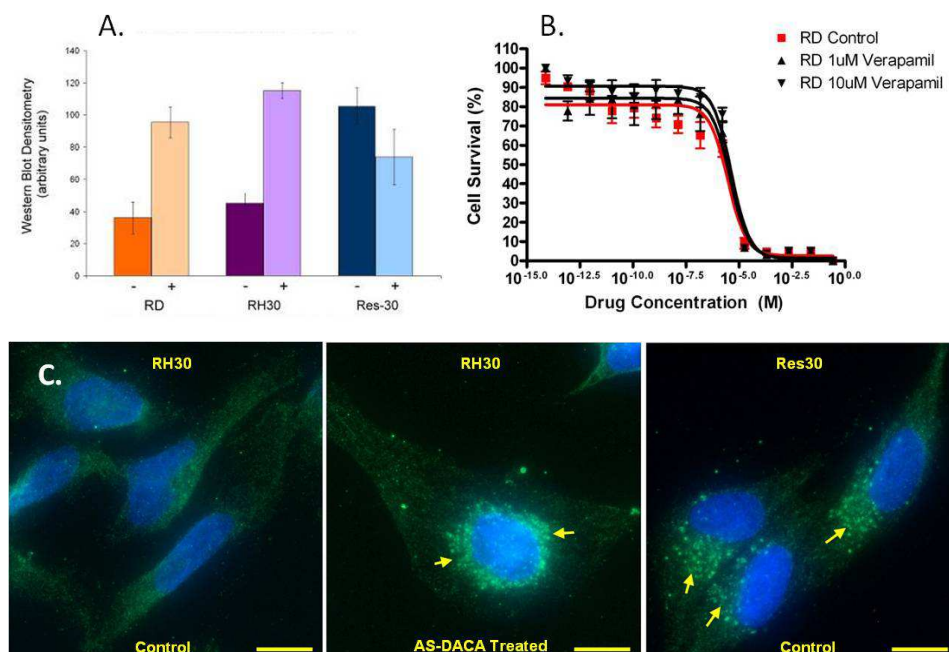 A.
Western Blot Densitometry
(arbitrary units)
140
120
100
80
60
40
20
0
- + - + - +
RD RH30 Res-30
B.
RD Control
RD 1uM Verapamil
RD 10uM Verapamil
Cell Survival (%)
110
100
90
80
70
60
50
40
30
20
10
0
10-15.0 10-12.5 10-10.0 10-7.5 10-5.0 10-2.5 100.0
Drug Concentration (M)
C.
RH30
Control
RH30
AS-DACA Treated
Res30
Control